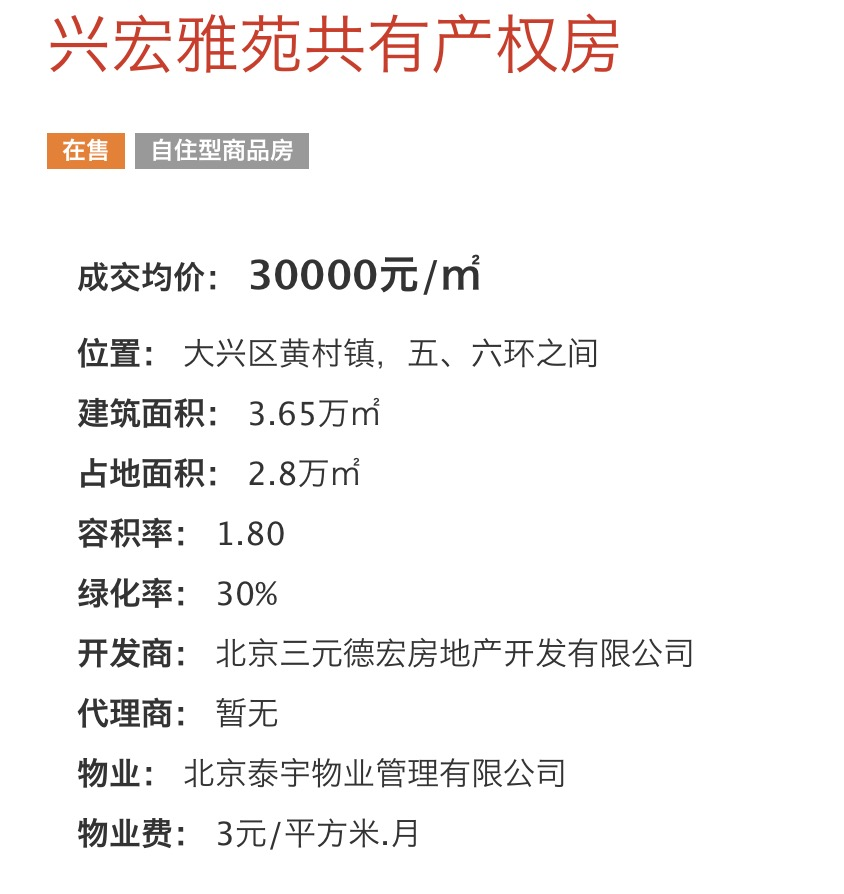 兴宏雅苑共有产权房
在售 自住型商品房
成交均价： 30000元/㎡
位置： 大兴区黄村镇，五、六环之间
建筑面积： 3.65万㎡
占地面积： 2.8万㎡
容积率： 1.80
绿化率： 30%
开发商： 北京三元德宏房地产开发有限公司
代理商： 暂无
物业： 北京泰宇物业管理有限公司
物业费： 3元/平方米.月